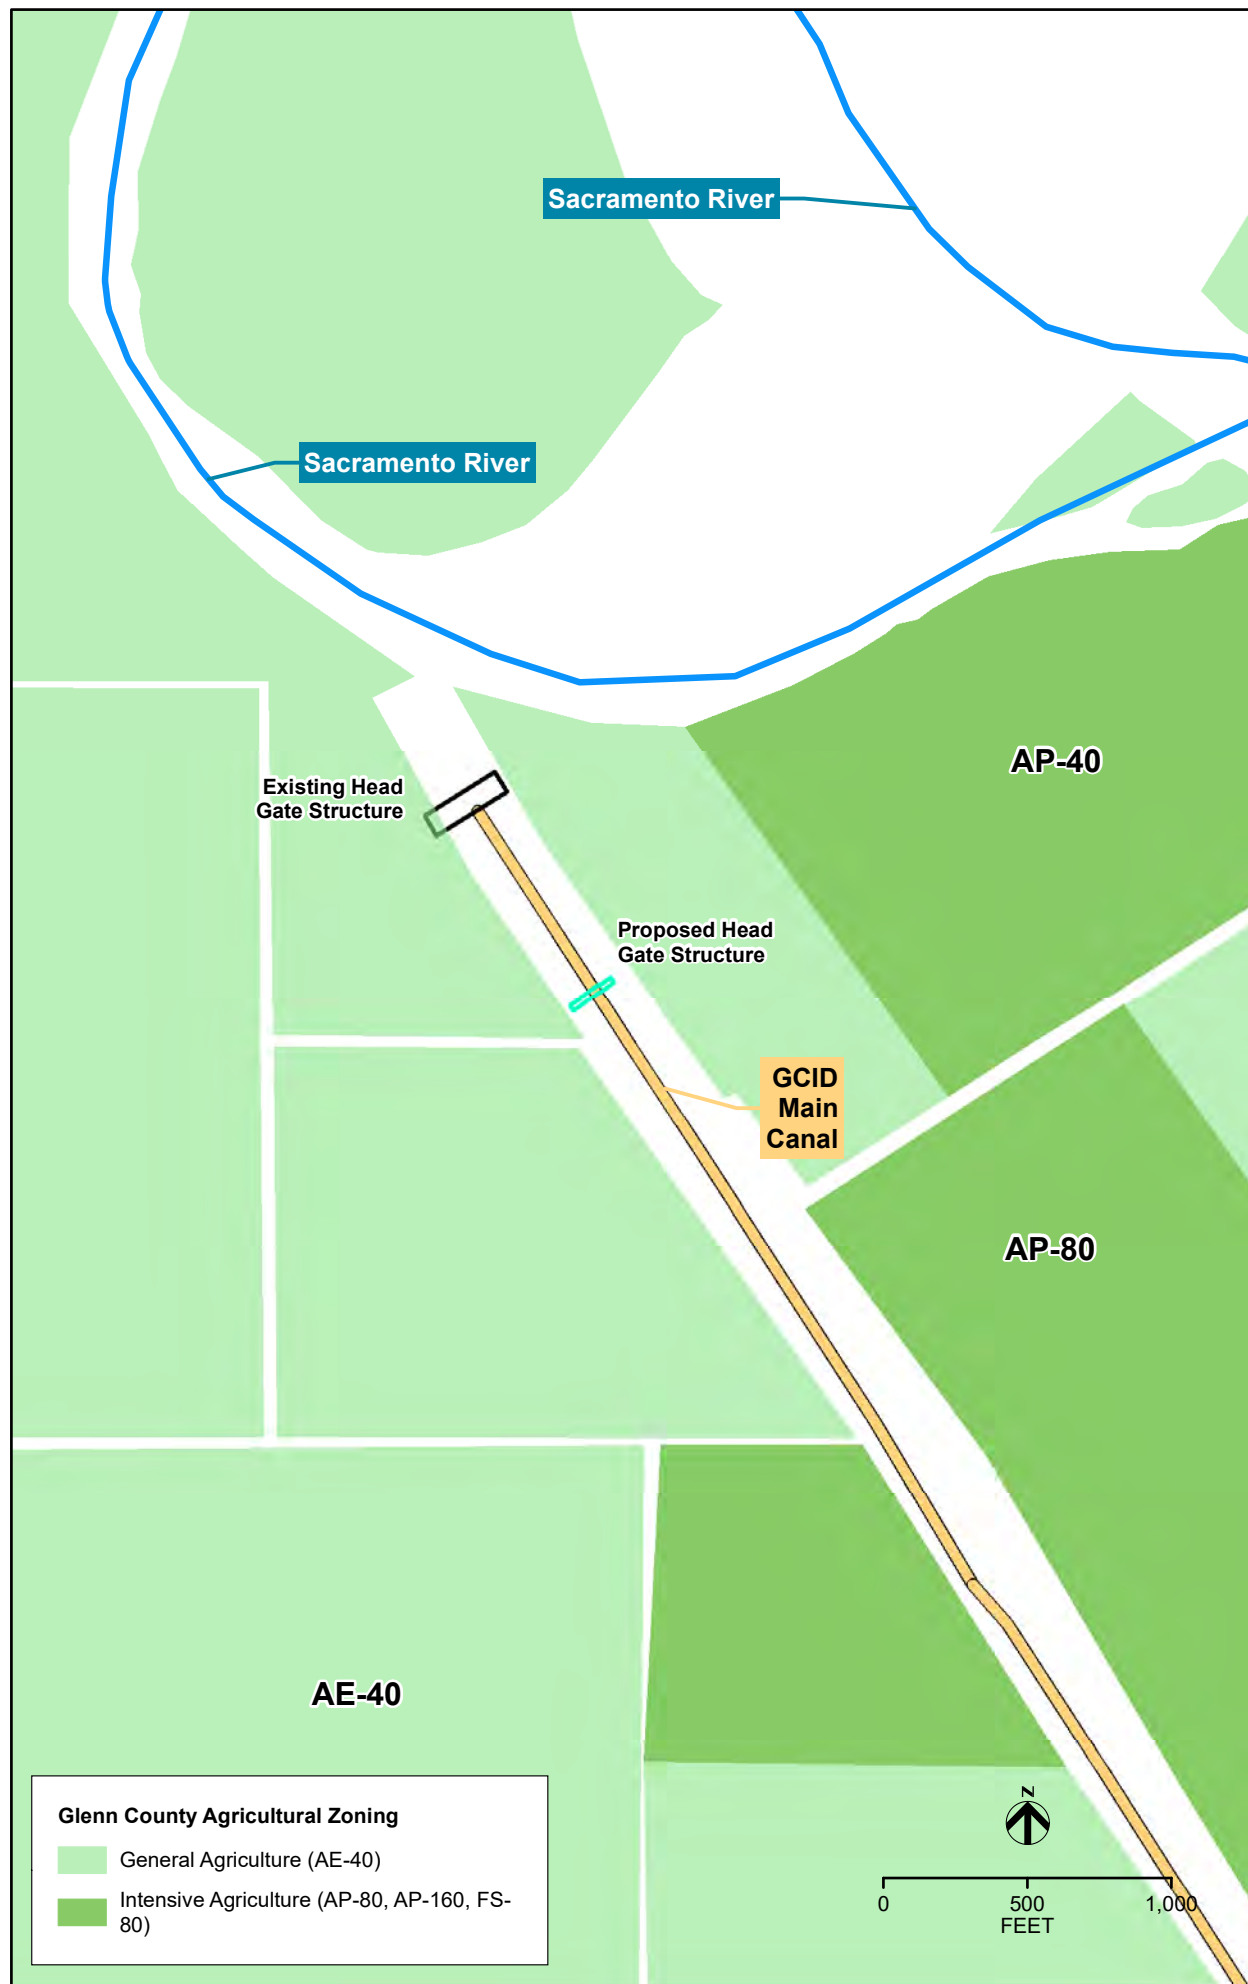 Sacramento River
Sacramento River
AP-40
Existing Head
Gate Structure
Proposed Head
Gate Structure
GCID
Main
Canal
AP-80
AE-40
Glenn County Agricultural Zoning
General Agriculture (AE-40)
Intensive Agriculture (AP-80, AP-160, FS-
80)
N
0 500 1,000
FEET